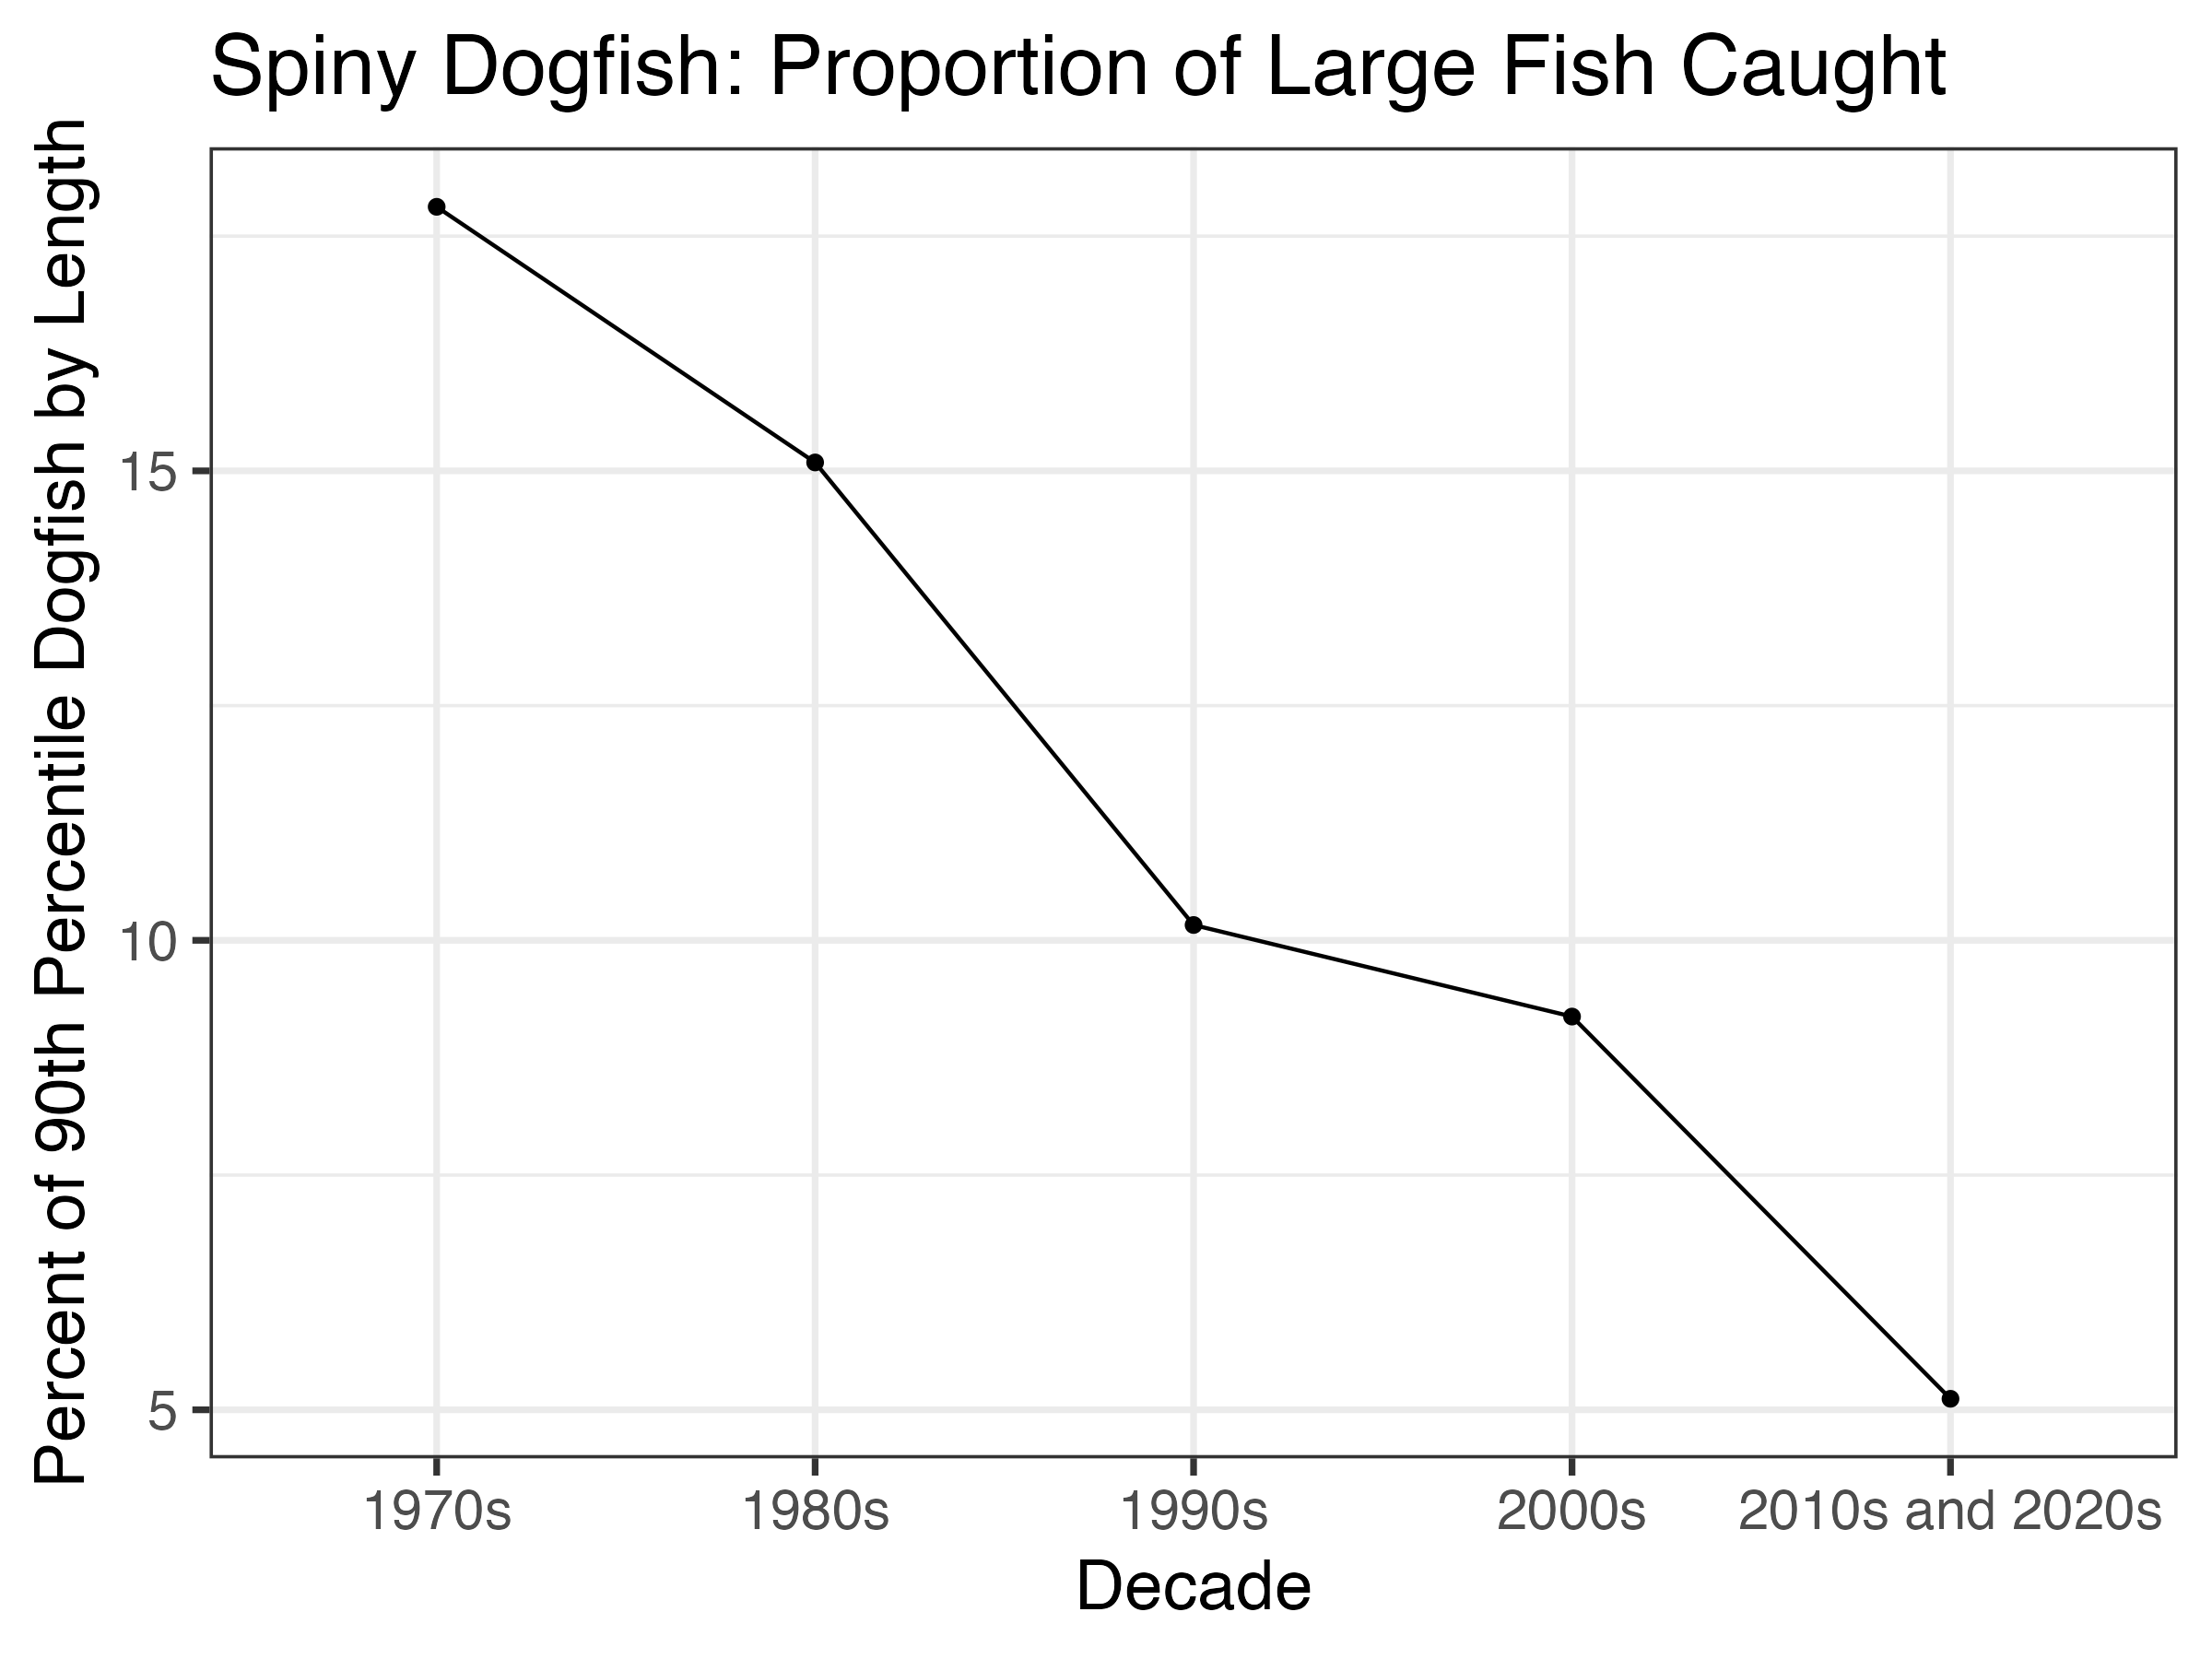 Spiny Dogfish: Proportion of Large Fish Caught
Percent of 90th Percentile Dogfish by Length
15
10
5
1970s
1980s
1990s
2000s
2010s and 2020s
Decade